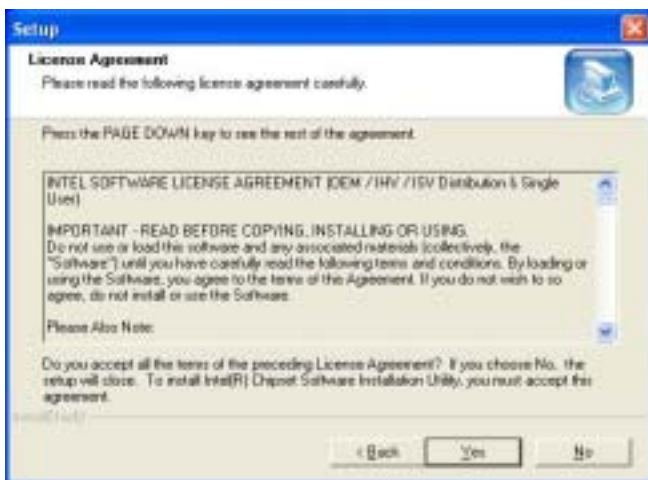 Setup
License Agreement
Please read the following license agreement carefully.
Press the PAGE DOWN key to see the rest of the agreement.
INTEL SOFTWARE LICENSE AGREEMENT (OEM / IHV / ISV Distribution & Single
User)
IMPORTANT - READ BEFORE COPYING, INSTALLING OR USING.
Do not use or load this software and any associated materials (collectively, the
"Software") until you have carefully read the following terms and conditions. By loading or
using the Software, you agree to the terms of this Agreement. If you do not wish to so
agree, do not install or use the Software.
Please Also Note:
Do you accept all the terms of the preceding License Agreement? If you choose No, the
setup will close. To install Intel(R) Chipset Software Installation Utility, you must accept this
agreement.
< Back Yes No